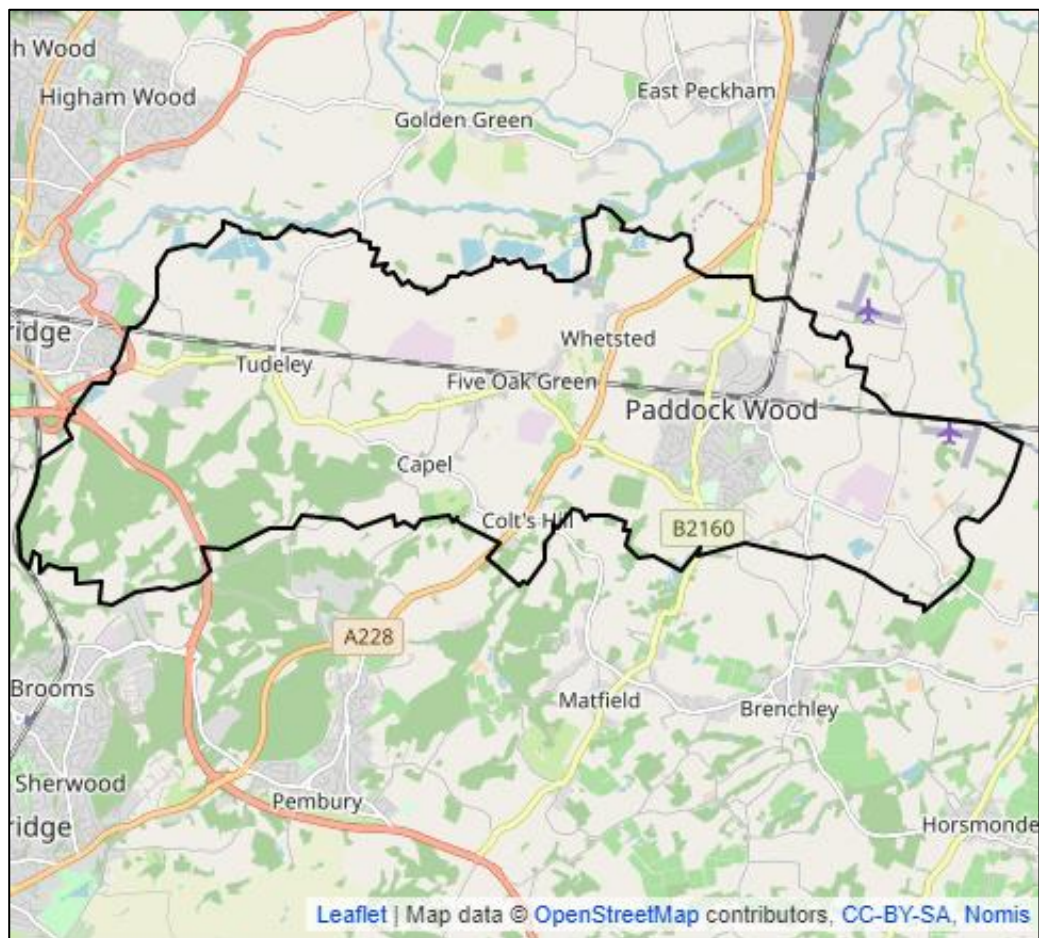 h Wood
Higham Wood
East Peckham
Golden Green
ridge
Whetsted
Tudeley
Five Oak Green
Paddock Wood
Capel
Colt's Hill
B2160
A228
Brooms
Matfield
Brenchley
Sherwood
Pembury
ridge
Horsmonde
Leaflet | Map data © OpenStreetMap contributors, CC-BY-SA, Nomis